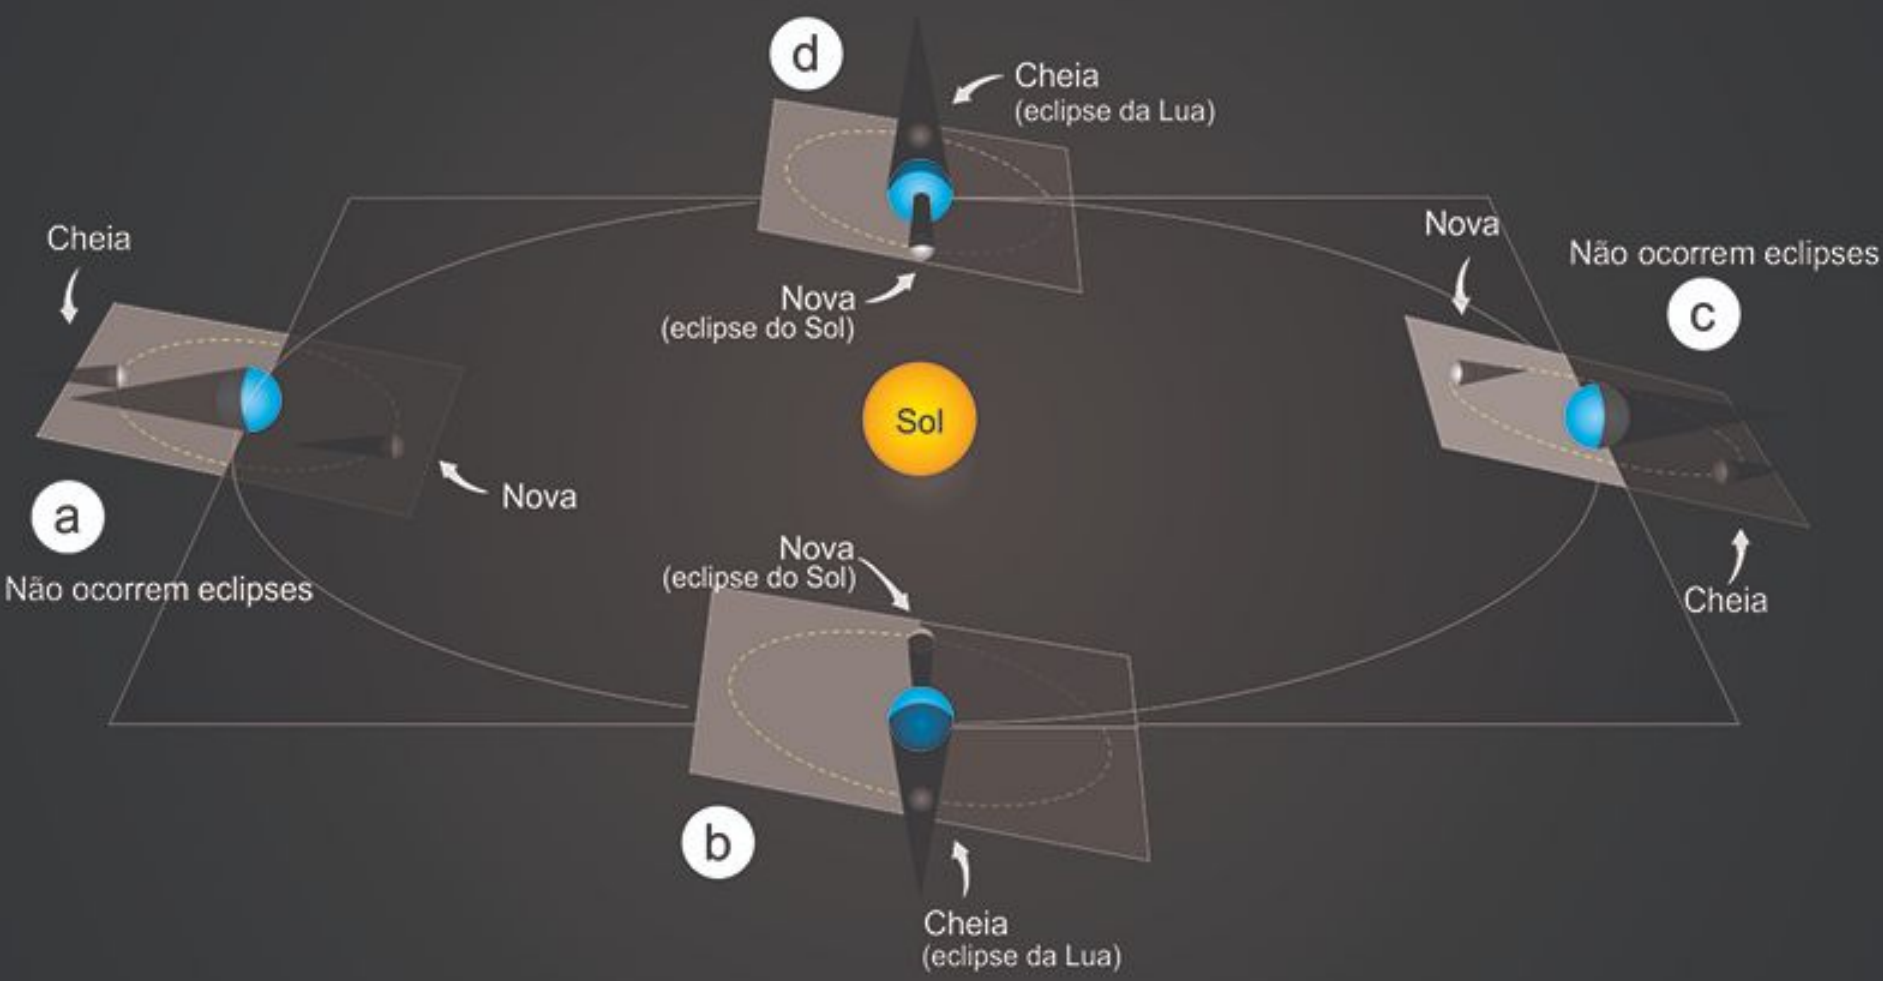 d
Cheia
(eclipse da Lua)
Nova
(eclipse do Sol)
Cheia
Nova
a
Não ocorrem eclipses
Nova
Não ocorrem eclipses
c
Cheia
Sol
Nova
(eclipse do Sol)
b
Cheia
(eclipse da Lua)